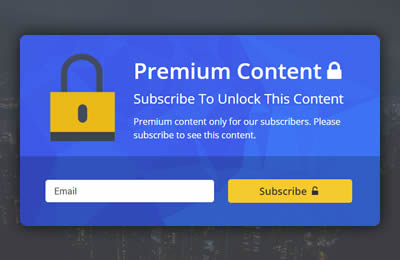 Premium Content
Subscribe To Unlock This Content
Premium content only for our subscribers. Please
subscribe to see this content.
Email
Subscribe